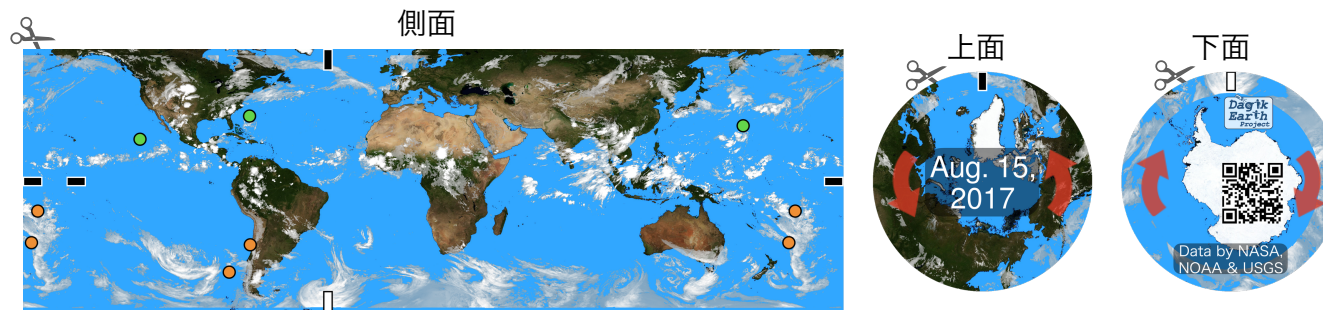 側面
上面
下面
Aug. 15,
2017
Dagik
Earth
Project
Data by NASA,
NOAA & USGS